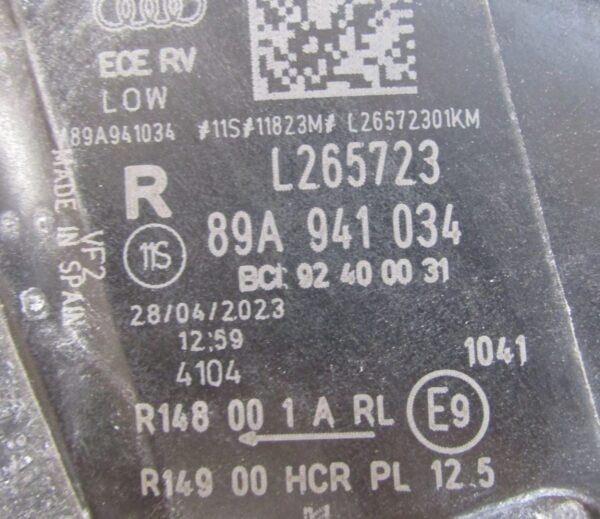 ECE RV
LOW
#89A941034 #11S#11823M# L26572301KM
L265723
R
89A 941 034
11S
BCI: 92 40 00 31
MADE IN SPAIN
VF2
28/04/2023
12:59
4104
1041
R148 00 1 A RL
E9
R149 00 HCR PL 12.5